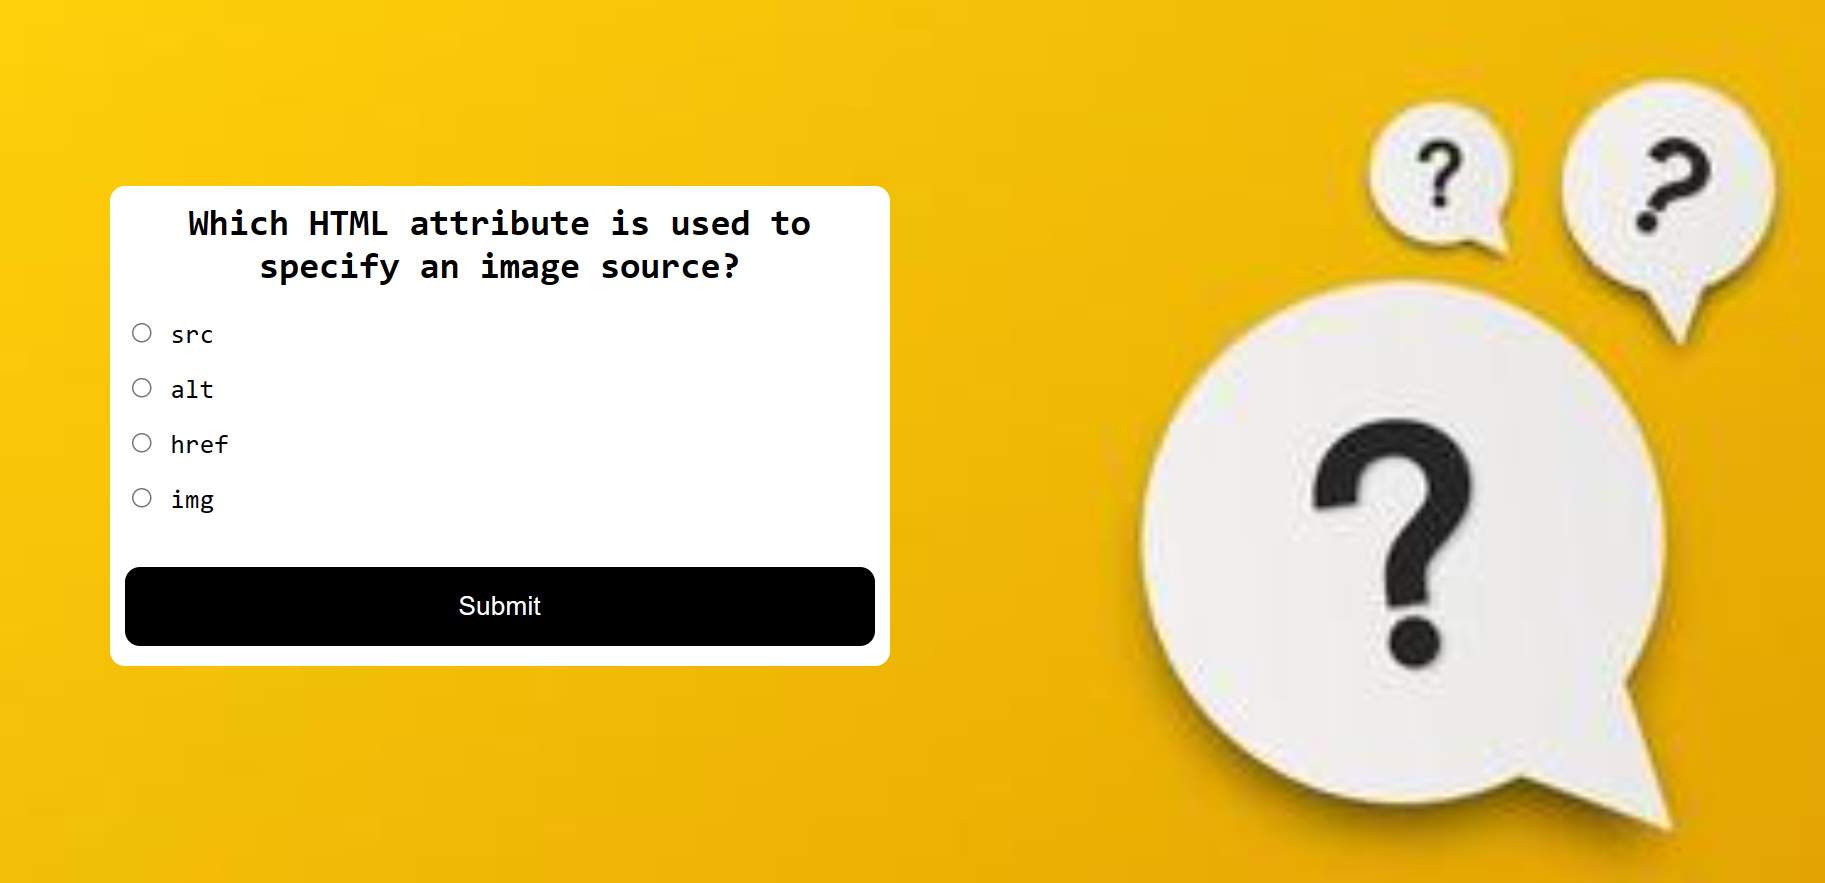 Which HTML attribute is used to
specify an image source?
src
alt
href
img
Submit
?
?
?